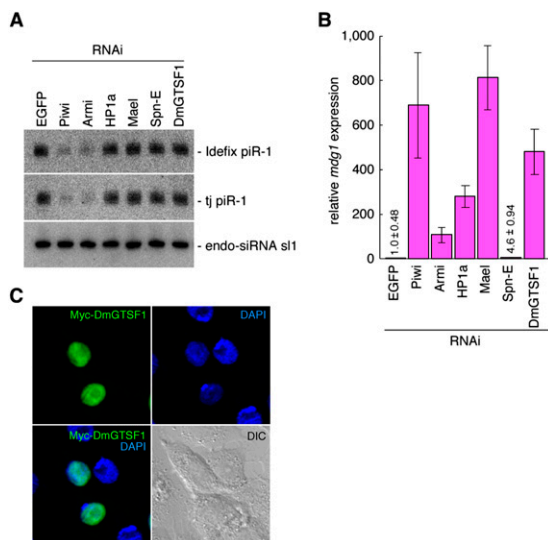 A
RNAi
EGFP
Piwi
Armi
HP1a
Mael
Spn-E
DmGTSF1
- Idefix piR-1
- tj piR-1
- endo-siRNA sl1
B
relative mdg1 expression
1,000
800
600
400
200
0
1.0 ± 0.48
4.6 ± 0.94
EGFP
Piwi
Armi
HP1a
Mael
Spn-E
DmGTSF1
RNAi
C
Myc-DmGTSF1
DAPI
Myc-DmGTSF1
DAPI
DIC